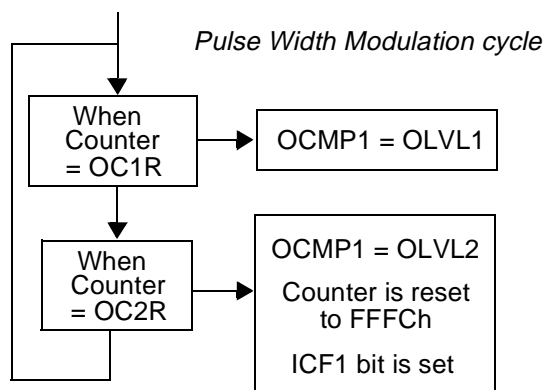 Pulse Width Modulation cycle
When
Counter
= OC1R
OCMP1 = OLVL1
When
Counter
= OC2R
OCMP1 = OLVL2
Counter is reset
to FFFCh
ICF1 bit is set